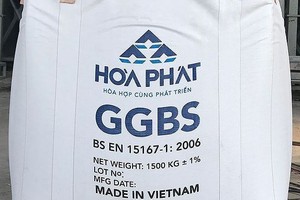 HOA PHAT
HÒA HỢP CÙNG PHÁT TRIỂN
GGBS
BS EN 15167-1: 2006
NET WEIGHT: 1500 KG ± 1%
LOT No:
MFG DATE:
MADE IN VIETNAM